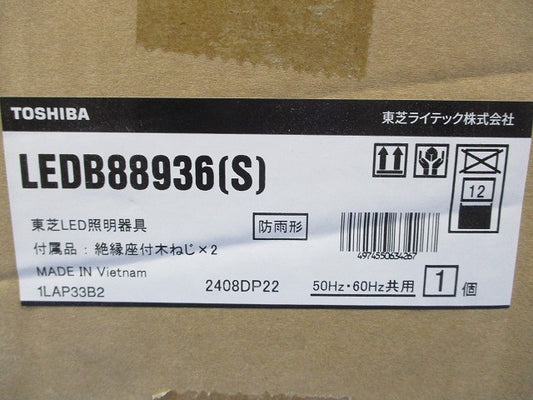 TOSHIBA 東芝ライテック株式会社
LEDB88936(S)
12
東芝LED照明器具 防雨形
付属品：絶縁座付木ねじ×2
4974550634267
MADE IN Vietnam
1LAP33B2 2408DP22 50Hz・60Hz共用 1個